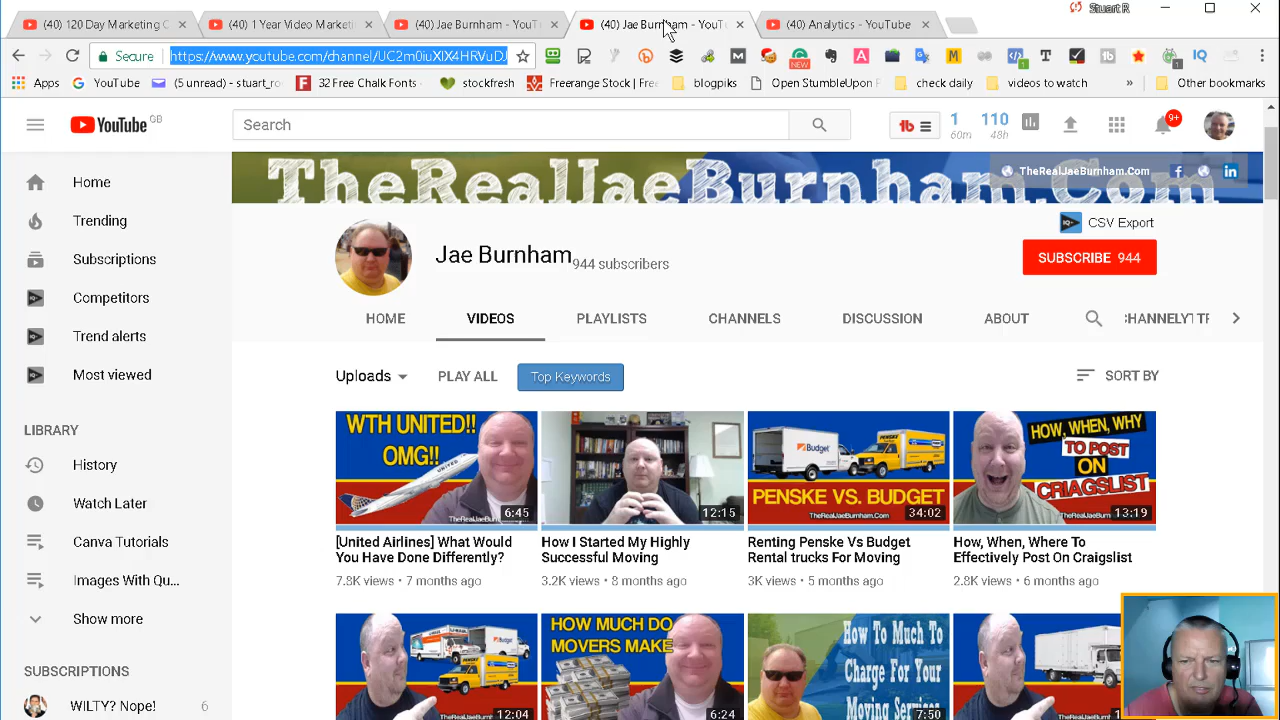 Stuart R
(40) 120 Day Marketing C
(40) 1 Year Video Market
(40) Jae Burnham - YouT
(40) Jae Burnham - YouT
(40) Analytics - YouTube
Secure
https://www.youtube.com/channel/
NEW
Apps
YouTube
(5 unread) - stuart_ro
32 Free Chalk Fonts
stockfresh
Freerange Stock | Fre
blogpiks
Open StumbleUpon F
check daily
videos to watch
»
Other bookmarks
YouTube GB
Search
1
60m
110
48h
9+
TheRealJaeBurnham.Com
TheRealJaeBurnham.Com
Home
Trending
Subscriptions
Competitors
Trend alerts
Most viewed
LIBRARY
History
Watch Later
Canva Tutorials
Images With Qu...
Show more
SUBSCRIPTIONS
WILTY? Nope! 6
CSV Export
Jae Burnham
944 subscribers
SUBSCRIBE 944
HOME
VIDEOS
PLAYLISTS
CHANNELS
DISCUSSION
ABOUT
Uploads
PLAY ALL
Top Keywords
SORT BY
WTH UNITED!!
OMG!!
UNITED
6:45
[United Airlines] What Would
You Have Done Differently?
7.8K views • 7 months ago
12:15
How I Started My Highly
Successful Moving
3.2K views • 8 months ago
Budget
PENSKE
PENSKE VS. BUDGET
TheRealJaeBurnham.Com
34:02
Renting Penske Vs Budget
Rental trucks For Moving
3K views • 5 months ago
HOW, WHEN, WHY
TO POST
ON
CRIAGSLIST
13:19
How, When, Where To
Effectively Post On Craigslist
2.8K views • 6 months ago
Budget
12:04
HOW MUCH DO
MOVERS MAKE
6:24
How To Much To
Charge For Your
Moving Services
7:50